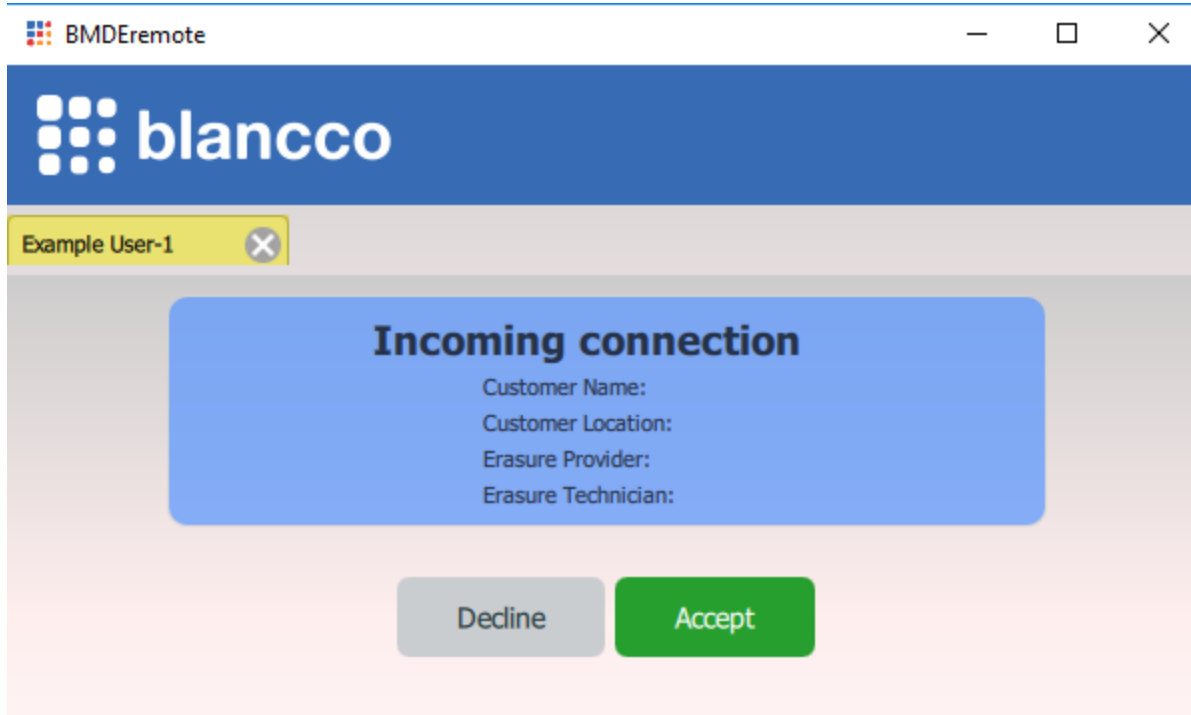 BMDEremote
blancco
Example User-1
Incoming connection
Customer Name:
Customer Location:
Erasure Provider:
Erasure Technician:
Decline
Accept